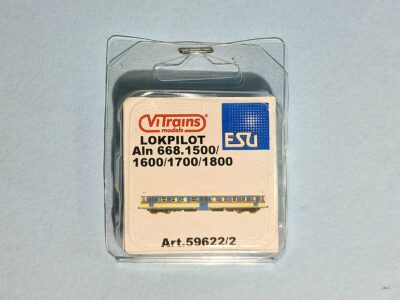 ViTrains
models
ESU
LOKPILOT
Aln 668.1500/
1600/1700/1800
Art.59622/2